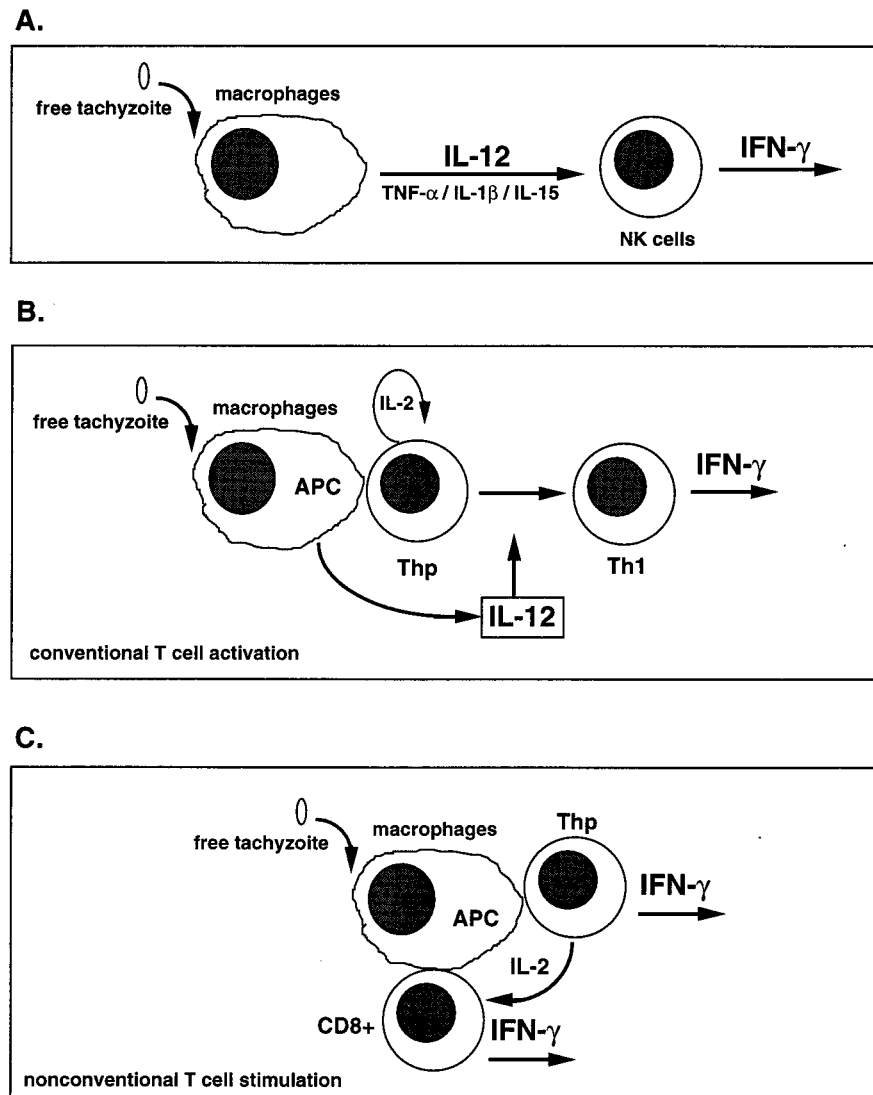 A.
free tachyzoite
macrophages
IL-12
TNF-α / IL-1β / IL-15
NK cells
IFN-γ
B.
free tachyzoite
macrophages
IL-2
APC
Thp
IL-12
Th1
IFN-γ
conventional T cell activation
C.
free tachyzoite
macrophages
Thp
APC
IFN-γ
IL-2
CD8+
IFN-γ
nonconventional T cell stimulation